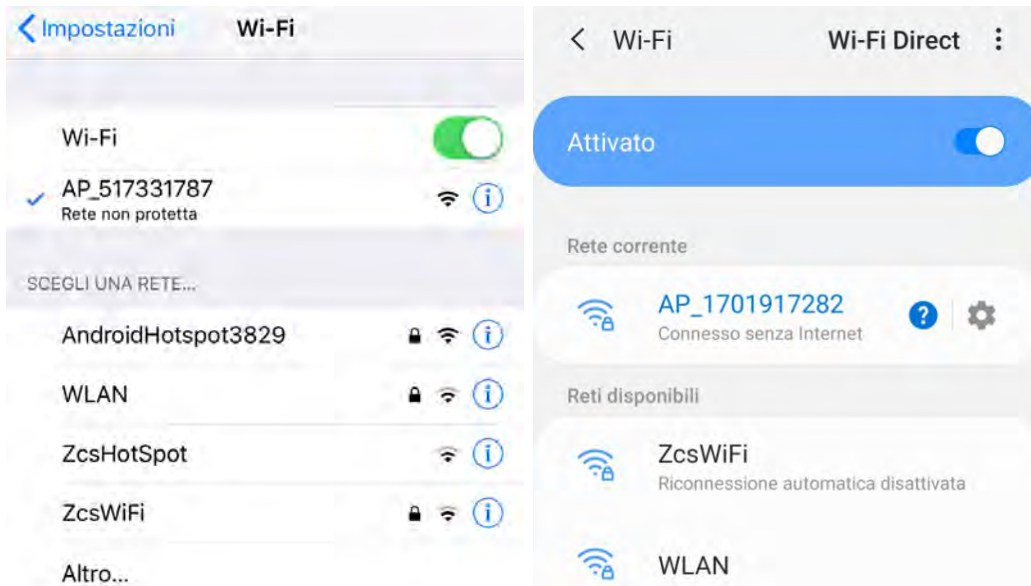 Impostazioni Wi-Fi
Wi-Fi
AP_517331787
Rete non protetta
SCEGLI UNA RETE...
AndroidHotspot3829
WLAN
ZcsHotSpot
ZcsWiFi
Altro...
Wi-Fi Wi-Fi Direct
Attivato
Rete corrente
AP_1701917282
Connesso senza Internet
Reti disponibili
ZcsWiFi
Riconnessione automatica disattivata
WLAN